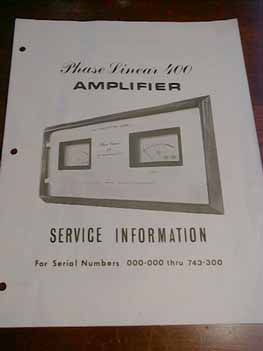 Phase Linear 400
AMPLIFIER
SERVICE INFORMATION
For Serial Numbers 000-000 thru 743-300